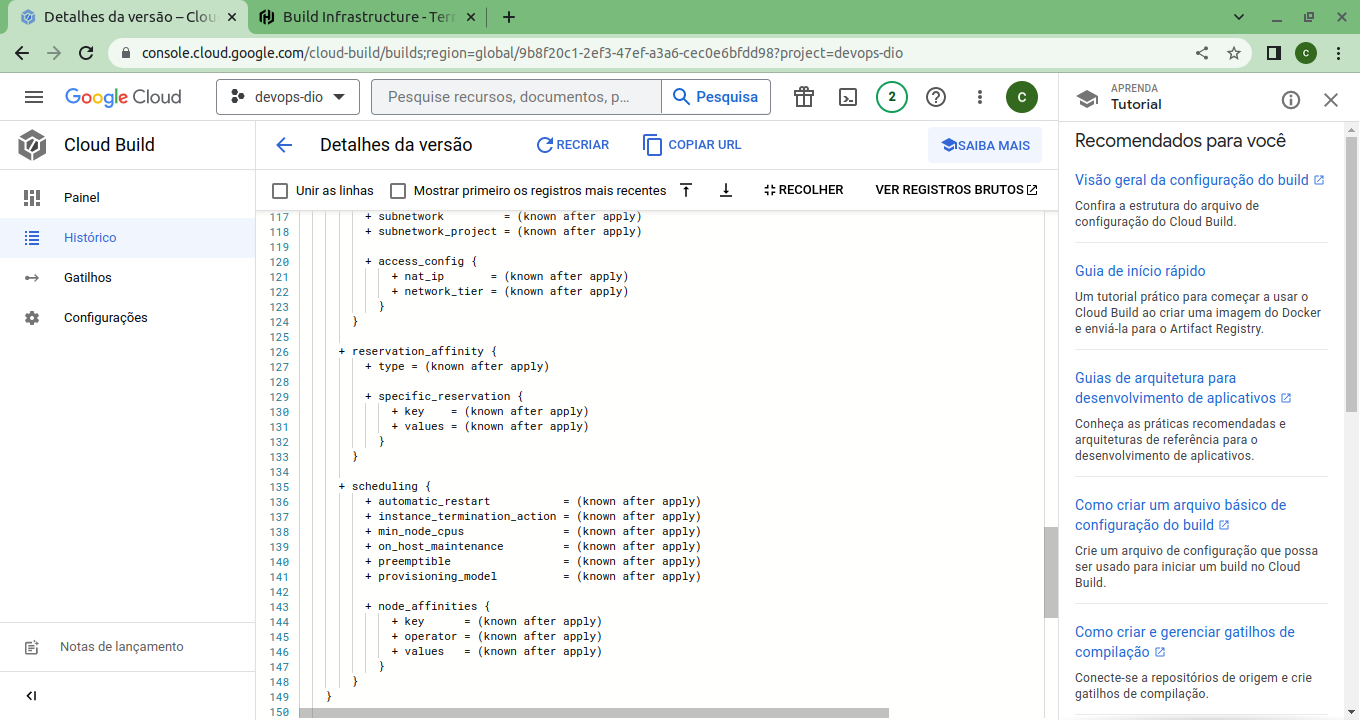 Detalhes da versão – Clou
Build Infrastructure - Terr
console.cloud.google.com/cloud-build/builds;region=global/9b8f20c1-2ef3-47ef-a3a6-cec0e6bfdd98?project=devops-dio
C
Google Cloud
devops-dio
Pesquise recursos, documentos, p...
Pesquisa
2
C
APRENDA
Tutorial
Cloud Build
Detalhes da versão
RECRIAR
COPIAR URL
SAIBA MAIS
Painel
Histórico
Gatilhos
Configurações
Notas de lançamento
Unir as linhas
Mostrar primeiro os registros mais recentes
RECOLHER
VER REGISTROS BRUTOS
117 + subnetwork = (known after apply)
118 + subnetwork_project = (known after apply)
119
120 + access_config {
121 + nat_ip = (known after apply)
122 + network_tier = (known after apply)
123 }
124 }
125
126 + reservation_affinity {
127 + type = (known after apply)
128
129 + specific_reservation {
130 + key = (known after apply)
131 + values = (known after apply)
132 }
133 }
134
135 + scheduling {
136 + automatic_restart = (known after apply)
137 + instance_termination_action = (known after apply)
138 + min_node_cpus = (known after apply)
139 + on_host_maintenance = (known after apply)
140 + preemptible = (known after apply)
141 + provisioning_model = (known after apply)
142
143 + node_affinities {
144 + key = (known after apply)
145 + operator = (known after apply)
146 + values = (known after apply)
147 }
148 }
149 }
150
Recomendados para você
Visão geral da configuração do build
Confira a estrutura do arquivo de
configuração do Cloud Build.
Guia de início rápido
Um tutorial prático para começar a usar o
Cloud Build ao criar uma imagem do Docker
e enviá-la para o Artifact Registry.
Guias de arquitetura para
desenvolvimento de aplicativos
Conheça as práticas recomendadas e
arquiteturas de referência para o
desenvolvimento de aplicativos.
Como criar um arquivo básico de
configuração do build
Crie um arquivo de configuração que possa
ser usado para iniciar um build no Cloud
Build.
Como criar e gerenciar gatilhos de
compilação
Conecte-se a repositórios de origem e crie
gatilhos de compilação.